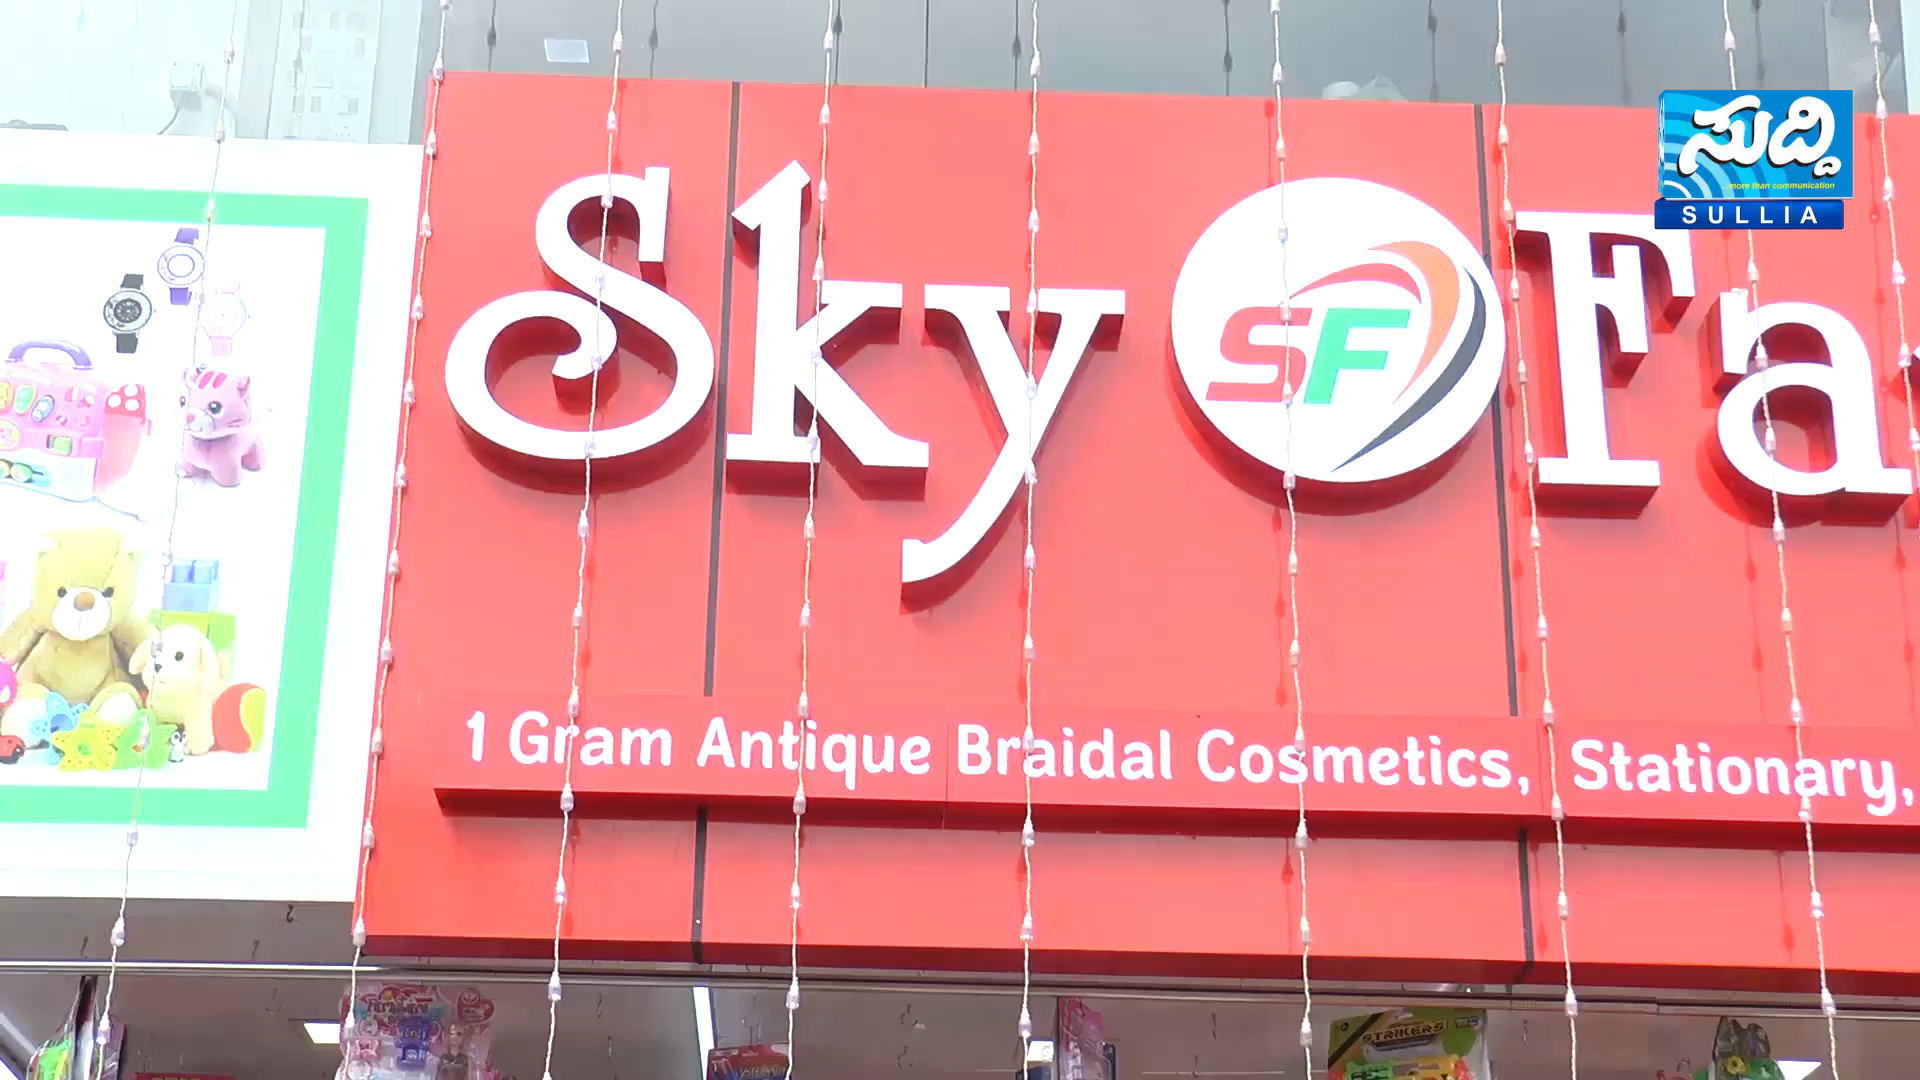 Sky SF Fa
1 Gram Antique Braidal Cosmetics, Stationary,
ಸುದ್ದಿ
...more than communication
SULLIA
STRIKERS